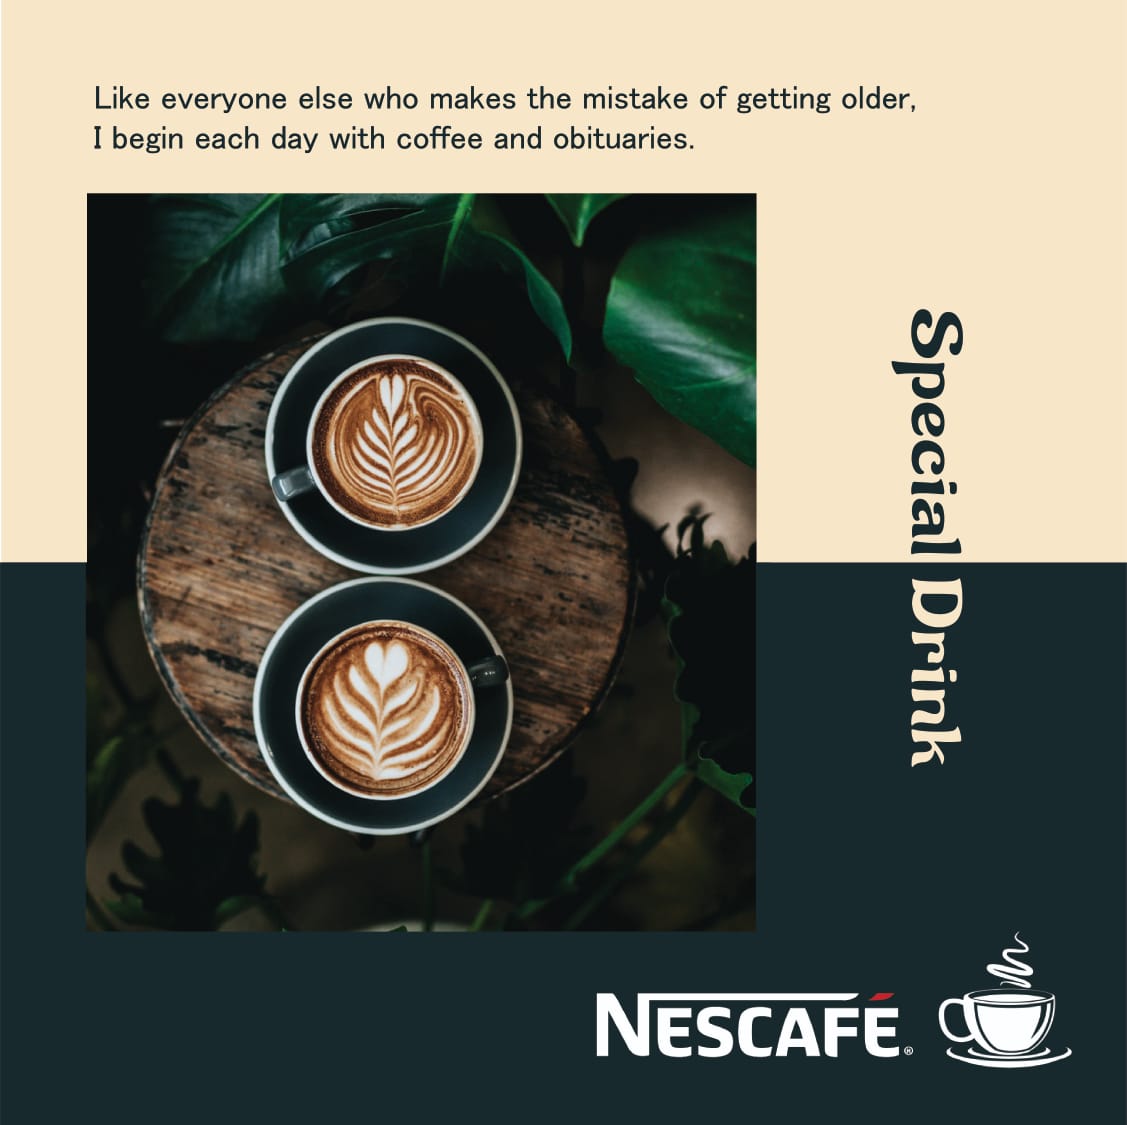 Like everyone else who makes the mistake of getting older,
I begin each day with coffee and obituaries.
Special Drink
NESCAFÉ®